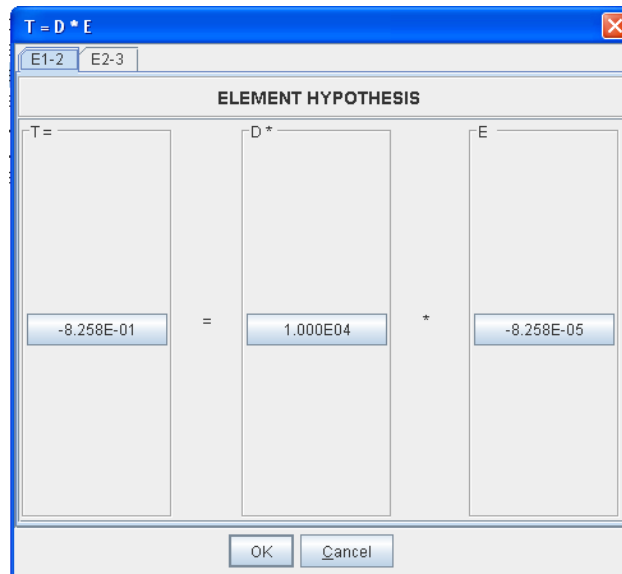 T = D * E
E1-2 E2-3
ELEMENT HYPOTHESIS
T = D * E
-8.258E-01 = 1.000E04 * -8.258E-05
OK Cancel